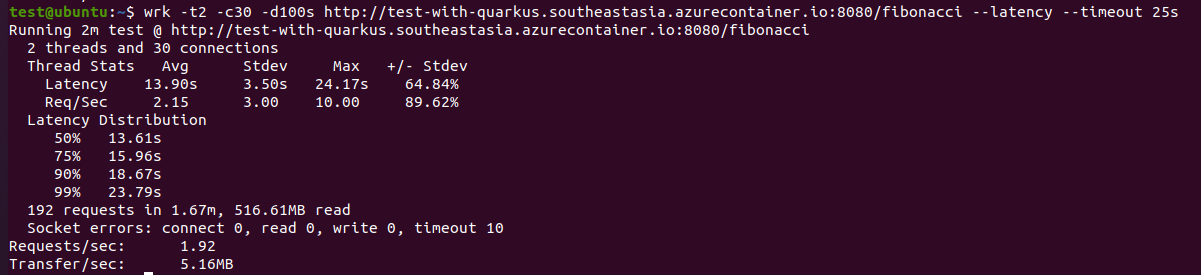 test@ubuntu:~$ wrk -t2 -c30 -d100s http://test-with-quarkus.southeastasia.azurecontainer.io:8080/fibonacci --latency --timeout 25s
Running 2m test @ http://test-with-quarkus.southeastasia.azurecontainer.io:8080/fibonacci
  2 threads and 30 connections
  Thread Stats   Avg      Stdev     Max   +/- Stdev
    Latency    13.90s     3.50s   24.17s    64.84%
    Req/Sec     2.15      3.00    10.00     89.62%
  Latency Distribution
     50%   13.61s
     75%   15.96s
     90%   18.67s
     99%   23.79s
  192 requests in 1.67m, 516.61MB read
  Socket errors: connect 0, read 0, write 0, timeout 10
Requests/sec:      1.92
Transfer/sec:      5.16MB